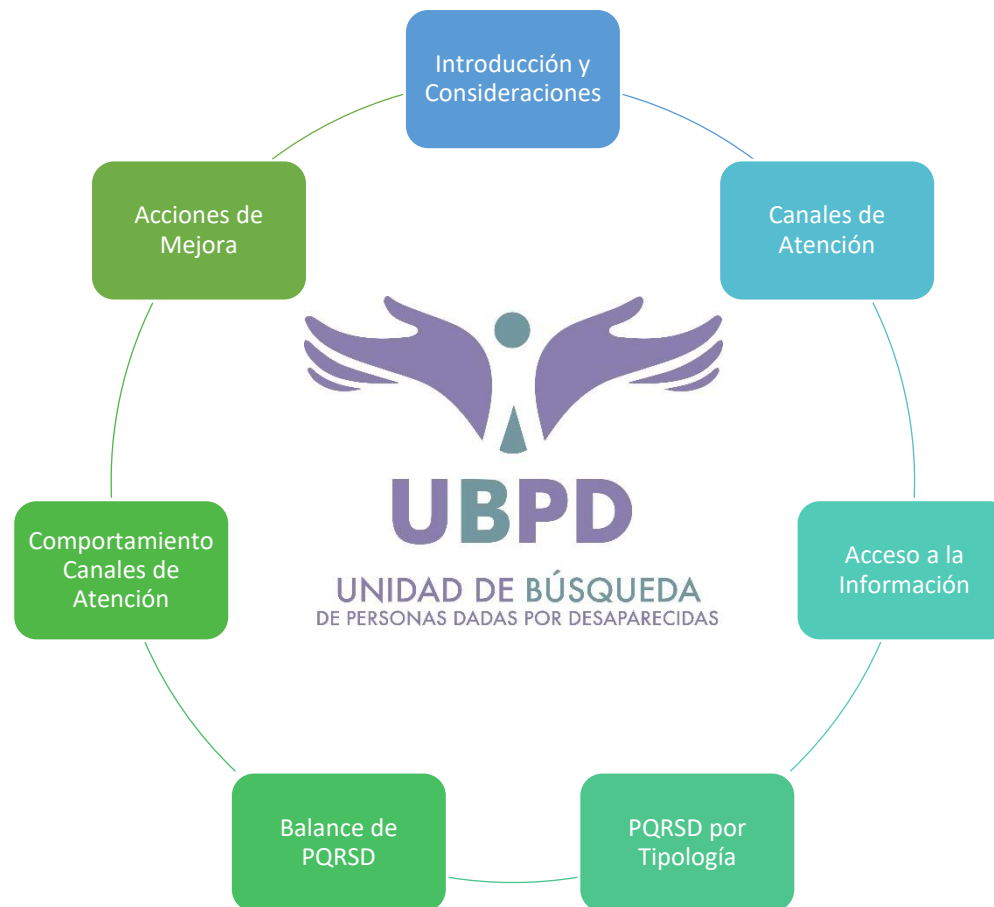 Introducción y
Consideraciones
Canales de
Atención
Acceso a la
Información
PQRSD por
Tipología
Balance de
PQRSD
Comportamiento
Canales de
Atención
Acciones de
Mejora
UBPD
UNIDAD DE BÚSQUEDA
DE PERSONAS DADAS POR DESAPARECIDAS